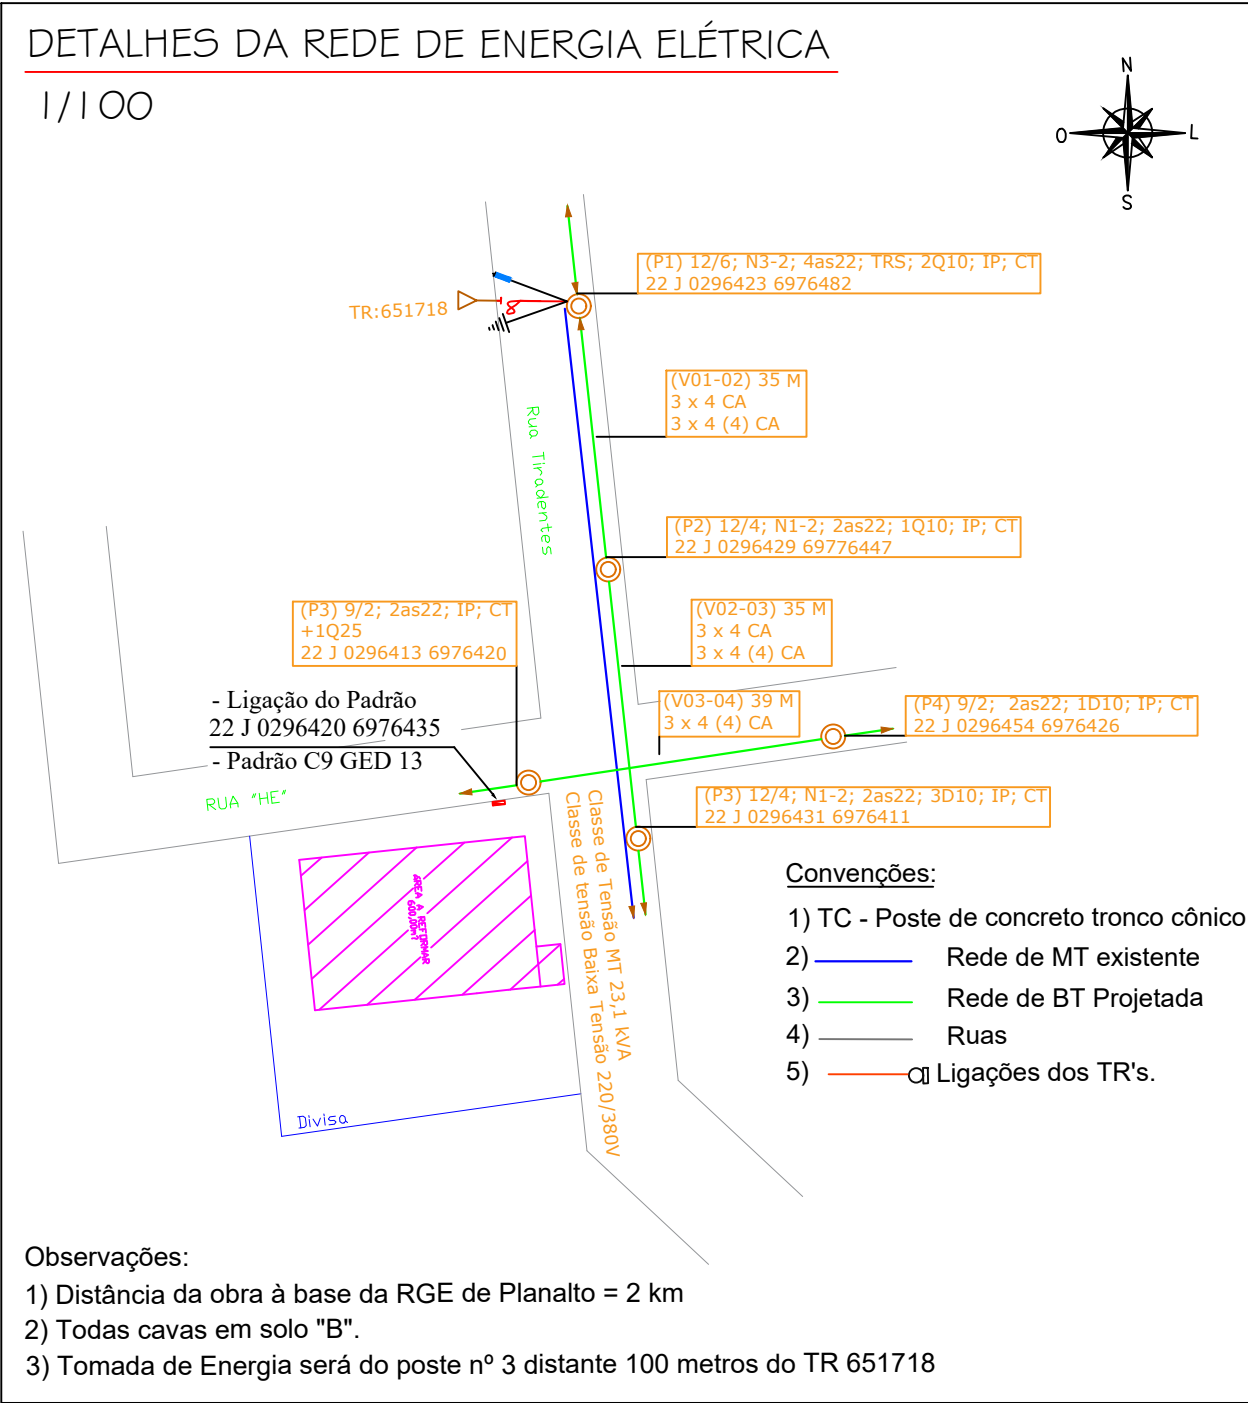 DETALHES DA REDE DE ENERGIA ELÉTRICA
1/100
N
O
L
S
(P1) 12/6; N3-2; 4as22; TRS; 2Q10; IP; CT
22 J 0296423 6976482
TR:651718
8
(V01-02) 35 M
3 x 4 CA
3 x 4 (4) CA
Rua Tiradentes
(P2) 12/4; N1-2; 2as22; 1Q10; IP; CT
22 J 0296429 69776447
(P3) 9/2; 2as22; IP; CT
+1Q25
22 J 0296413 6976420
(V02-03) 35 M
3 x 4 CA
3 x 4 (4) CA
- Ligação do Padrão
22 J 0296420 6976435
- Padrão C9 GED 13
(V03-04) 39 M
3 x 4 (4) CA
(P4) 9/2; 2as22; 1D10; IP; CT
22 J 0296454 6976426
RUA "HE"
(P3) 12/4; N1-2; 2as22; 3D10; IP; CT
22 J 0296431 6976411
Classe de Tensão MT 23,1 kVA
Classe de tensão Baixa Tensão 220/380V
ÁREA A REFORMAR
600,00m²
Divisa
Convenções:
1) TC - Poste de concreto tronco cônico
2) Rede de MT existente
3) Rede de BT Projetada
4) Ruas
5) Ligações dos TR's.
Observações:
1) Distância da obra à base da RGE de Planalto = 2 km
2) Todas cavas em solo "B".
3) Tomada de Energia será do poste nº 3 distante 100 metros do TR 651718